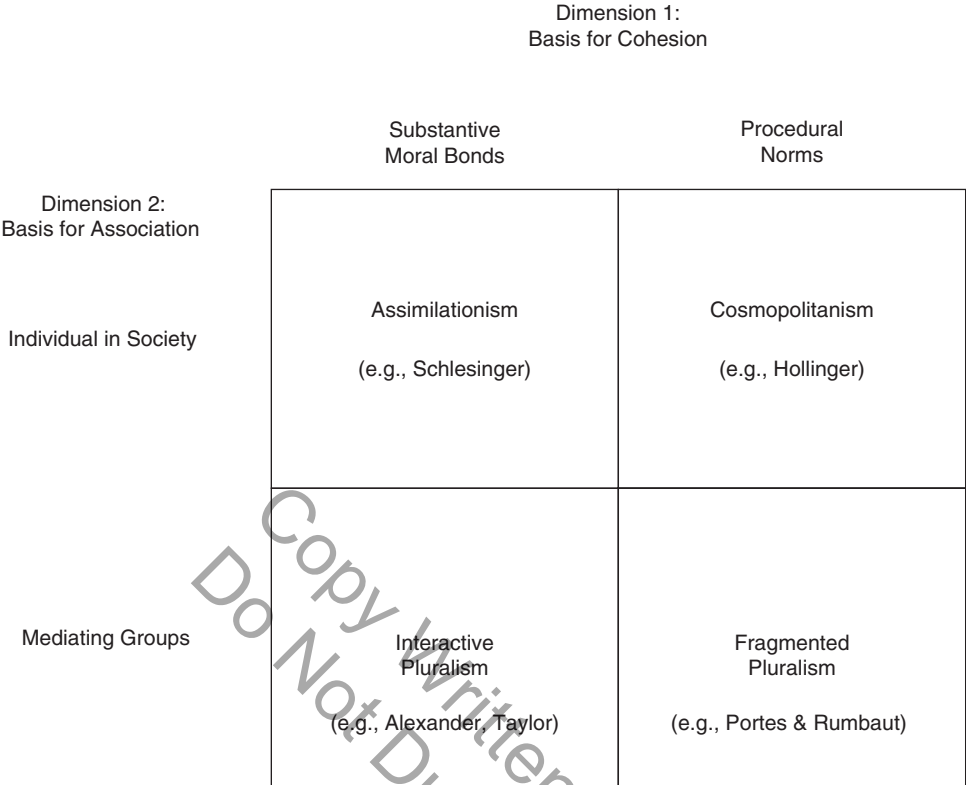 Dimension 1:
Basis for Cohesion
Substantive
Moral Bonds
Procedural
Norms
Dimension 2:
Basis for Association
Individual in Society
Assimilationism
(e.g., Schlesinger)
Cosmopolitanism
(e.g., Hollinger)
Mediating Groups
Interactive
Pluralism
(e.g., Alexander, Taylor)
Fragmented
Pluralism
(e.g., Portes & Rumbaut)
Copy Written
Do Not